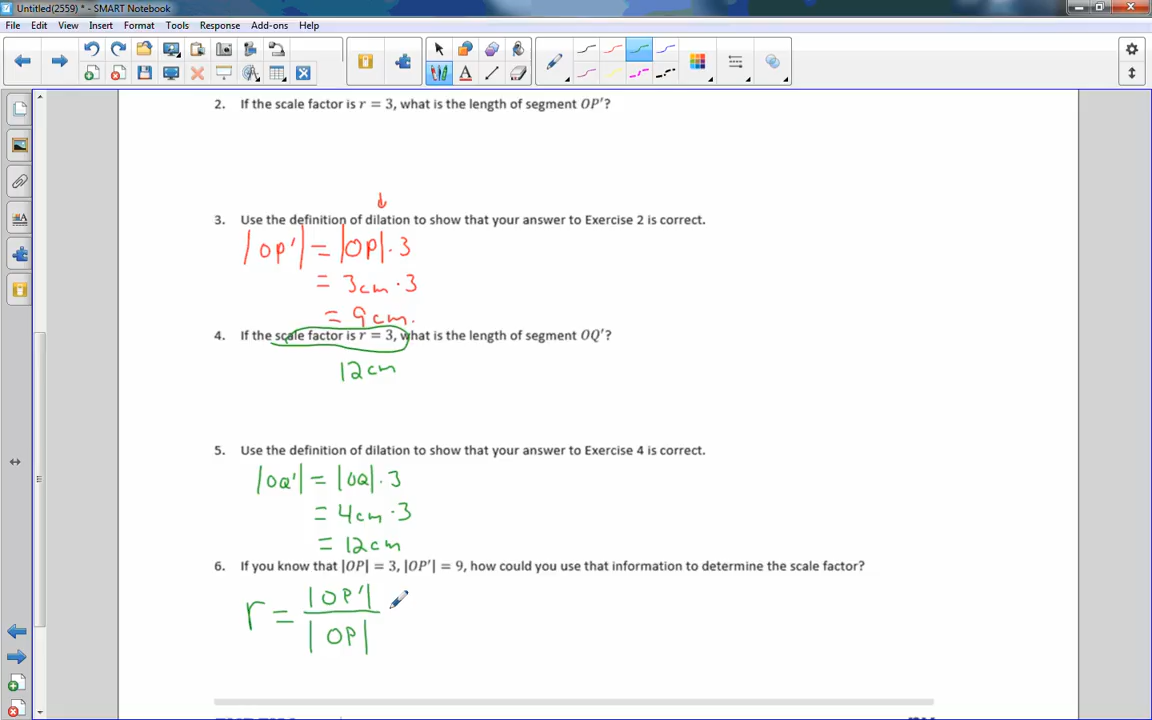 Untitled(2559) * - SMART Notebook
File Edit View Insert Format Tools Response Add-ons Help
2. If the scale factor is r = 3, what is the length of segment OP′?
3. Use the definition of dilation to show that your answer to Exercise 2 is correct.
|OP'| = |OP| · 3
= 3cm · 3
= 9cm.
4. If the scale factor is r = 3, what is the length of segment OQ′?
12cm
5. Use the definition of dilation to show that your answer to Exercise 4 is correct.
|OQ'| = |OQ| · 3
= 4cm · 3
= 12cm
6. If you know that |OP| = 3, |OP′| = 9, how could you use that information to determine the scale factor?
r = |OP'|
|OP|